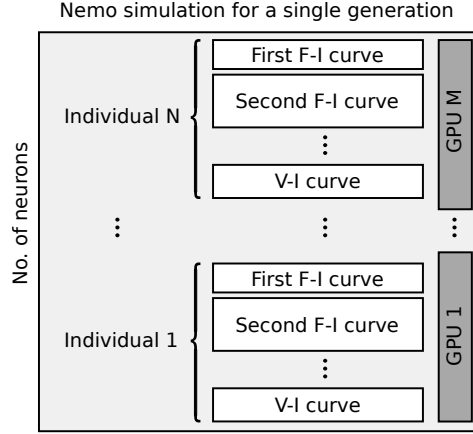 Nemo simulation for a single generation
No. of neurons
Individual N
First F-I curve
Second F-I curve
⋮
V-I curve
GPU M
⋮
⋮
⋮
Individual 1
First F-I curve
Second F-I curve
⋮
V-I curve
GPU 1